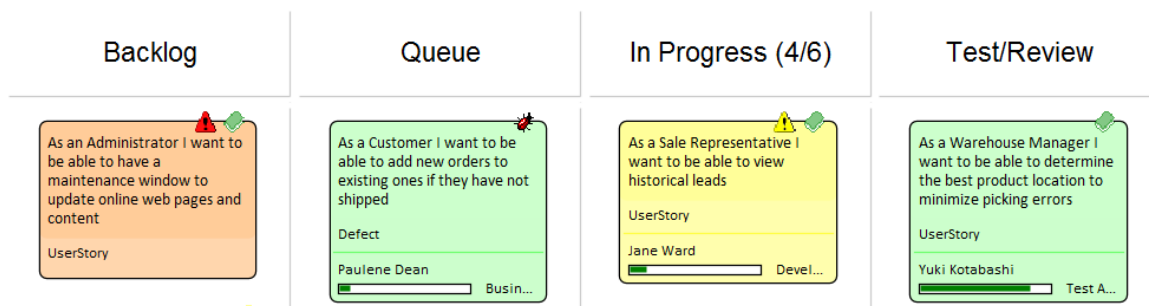 Backlog
Queue
In Progress (4/6)
Test/Review
As an Administrator I want to
be able to have a
maintenance window to
update online web pages and
content
UserStory
As a Customer I want to be
able to add new orders to
existing ones if they have not
shipped
Defect
Paulene Dean
Busin...
As a Sale Representative I
want to be able to view
historical leads
UserStory
Jane Ward
Devel...
As a Warehouse Manager I
want to be able to determine
the best product location to
minimize picking errors
UserStory
Yuki Kotabashi
Test A...